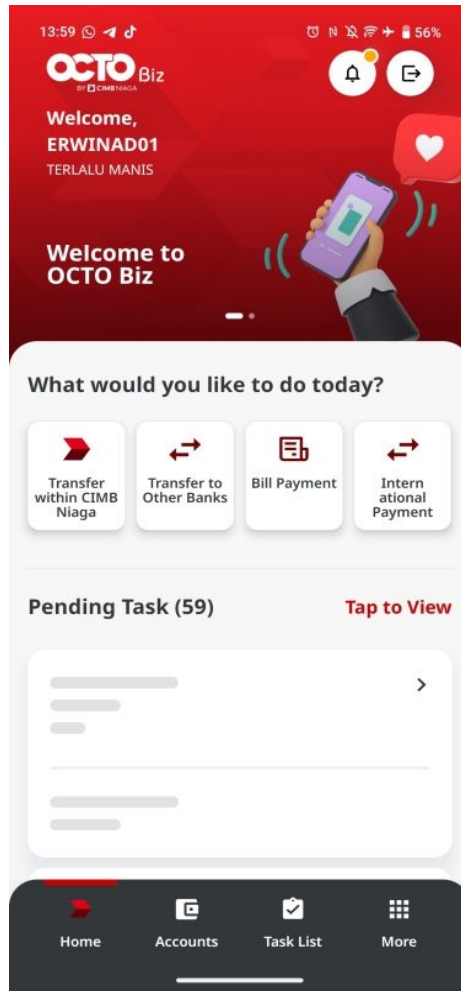 13:59
56%
OCTO Biz
BY CIMB NIAGA
Welcome,
ERWINAD01
TERLALU MANIS
Welcome to
OCTO Biz
What would you like to do today?
Transfer
within CIMB
Niaga
Transfer to
Other Banks
Bill Payment
Intern
ational
Payment
Pending Task (59)
Tap to View
Home
Accounts
Task List
More